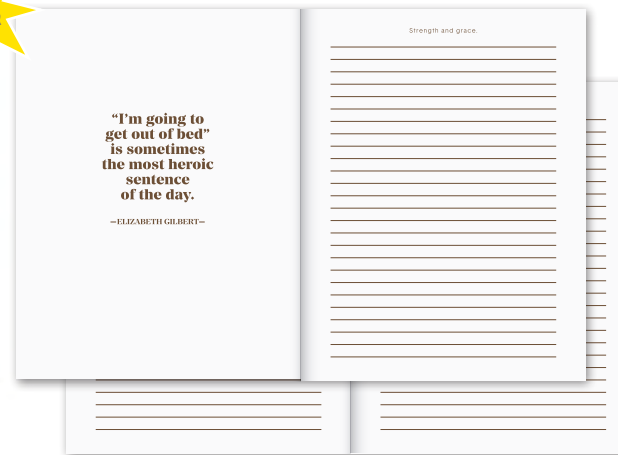 “I’m going to
get out of bed”
is sometimes
the most heroic
sentence
of the day.
—ELIZABETH GILBERT—
Strength and grace.